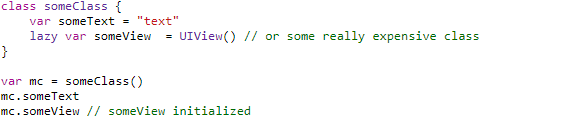 class someClass {
    var someText = "text"
    lazy var someView  = UIView() // or some really expensive class
}

var mc = someClass()
mc.someText
mc.someView // someView initialized